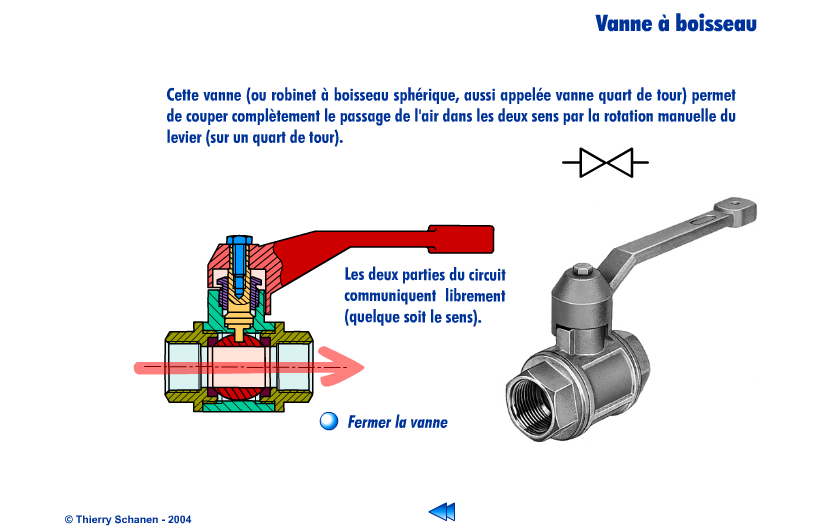 Vanne à boisseau
Cette vanne (ou robinet à boisseau sphérique, aussi appelée vanne quart de tour) permet
de couper complètement le passage de l'air dans les deux sens par la rotation manuelle du
levier (sur un quart de tour).
Les deux parties du circuit
communiquent librement
(quelque soit le sens).
Fermer la vanne
© Thierry Schanen - 2004